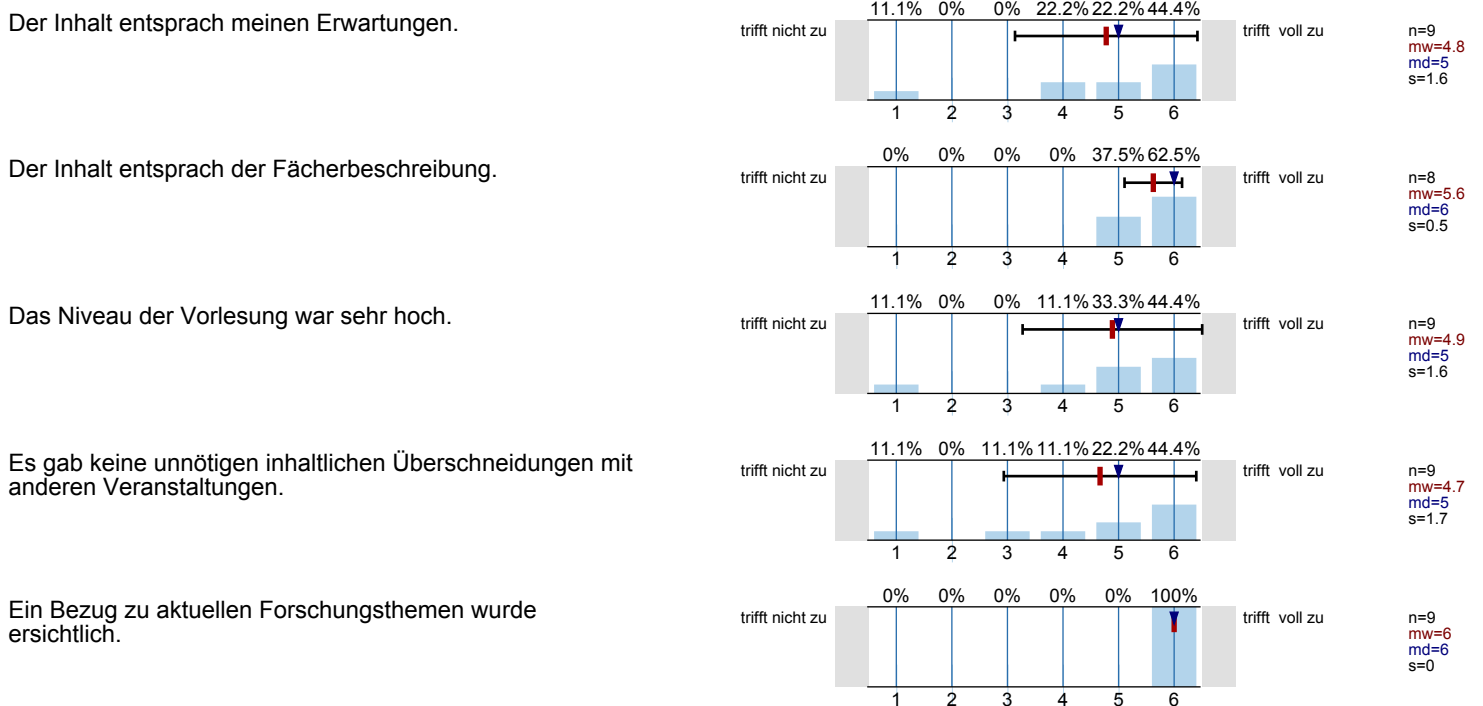 Der Inhalt entsprach meinen Erwartungen.
11.1% 0% 0% 22.2% 22.2% 44.4%
trifft nicht zu
trifft voll zu
n=9
mw=4.8
md=5
s=1.6
1 2 3 4 5 6
Der Inhalt entsprach der Fächerbeschreibung.
0% 0% 0% 0% 37.5% 62.5%
trifft nicht zu
trifft voll zu
n=8
mw=5.6
md=6
s=0.5
1 2 3 4 5 6
Das Niveau der Vorlesung war sehr hoch.
11.1% 0% 0% 11.1% 33.3% 44.4%
trifft nicht zu
trifft voll zu
n=9
mw=4.9
md=5
s=1.6
1 2 3 4 5 6
Es gab keine unnötigen inhaltlichen Überschneidungen mit
anderen Veranstaltungen.
11.1% 0% 11.1% 11.1% 22.2% 44.4%
trifft nicht zu
trifft voll zu
n=9
mw=4.7
md=5
s=1.7
1 2 3 4 5 6
Ein Bezug zu aktuellen Forschungsthemen wurde
ersichtlich.
0% 0% 0% 0% 0% 100%
trifft nicht zu
trifft voll zu
n=9
mw=6
md=6
s=0
1 2 3 4 5 6